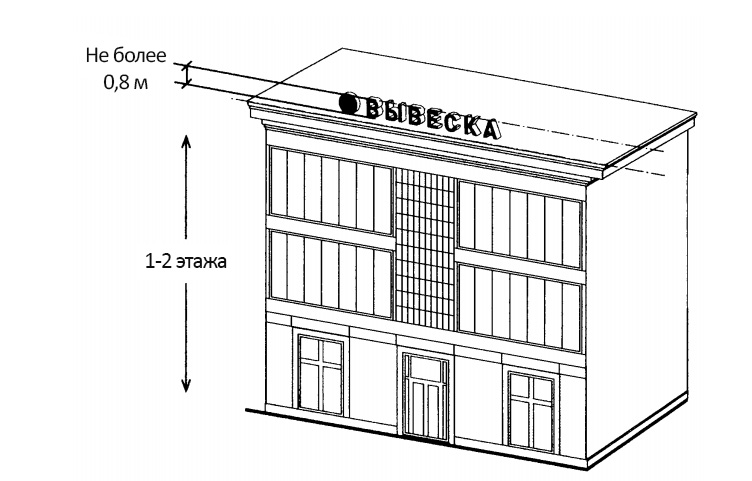 Не более
0,8 м
ВЫВЕСКА
1-2 этажа